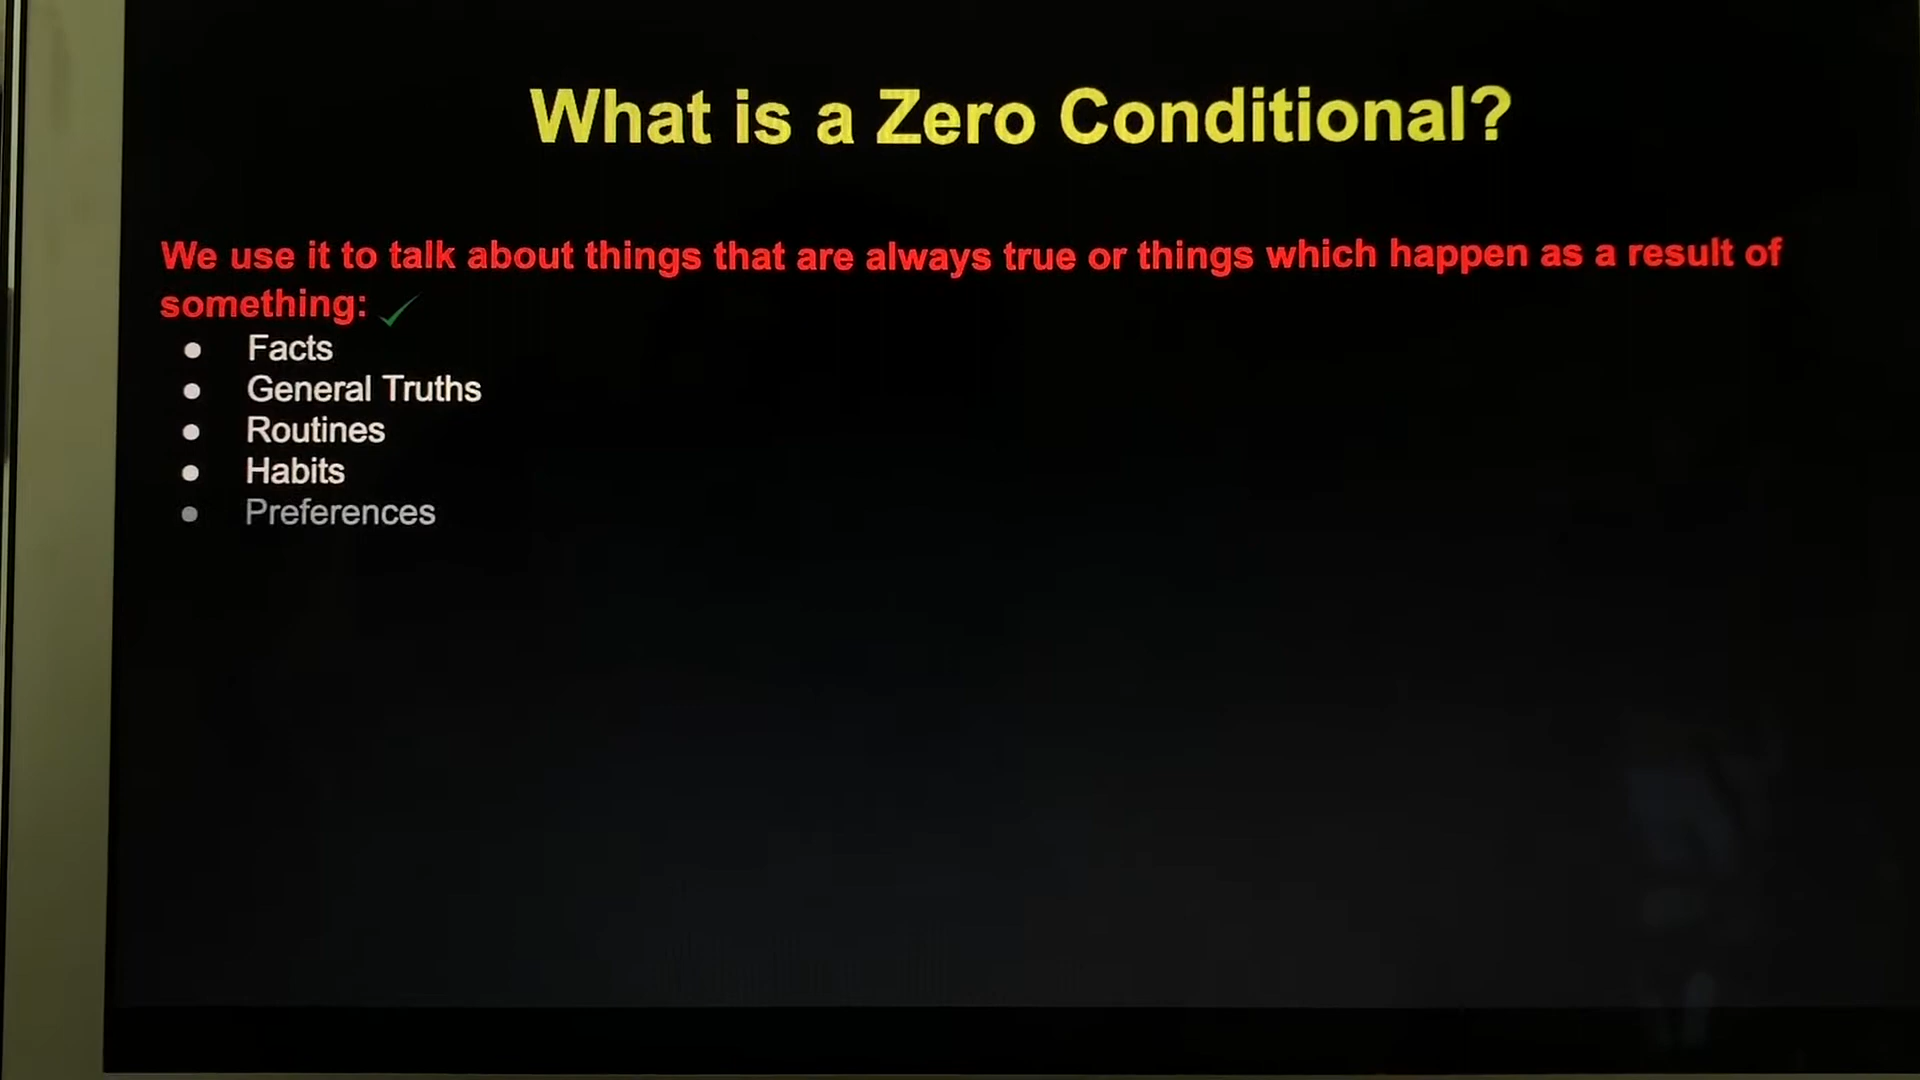 What is a Zero Conditional?
We use it to talk about things that are always true or things which happen as a result of
something:
● Facts
● General Truths
● Routines
● Habits
● Preferences